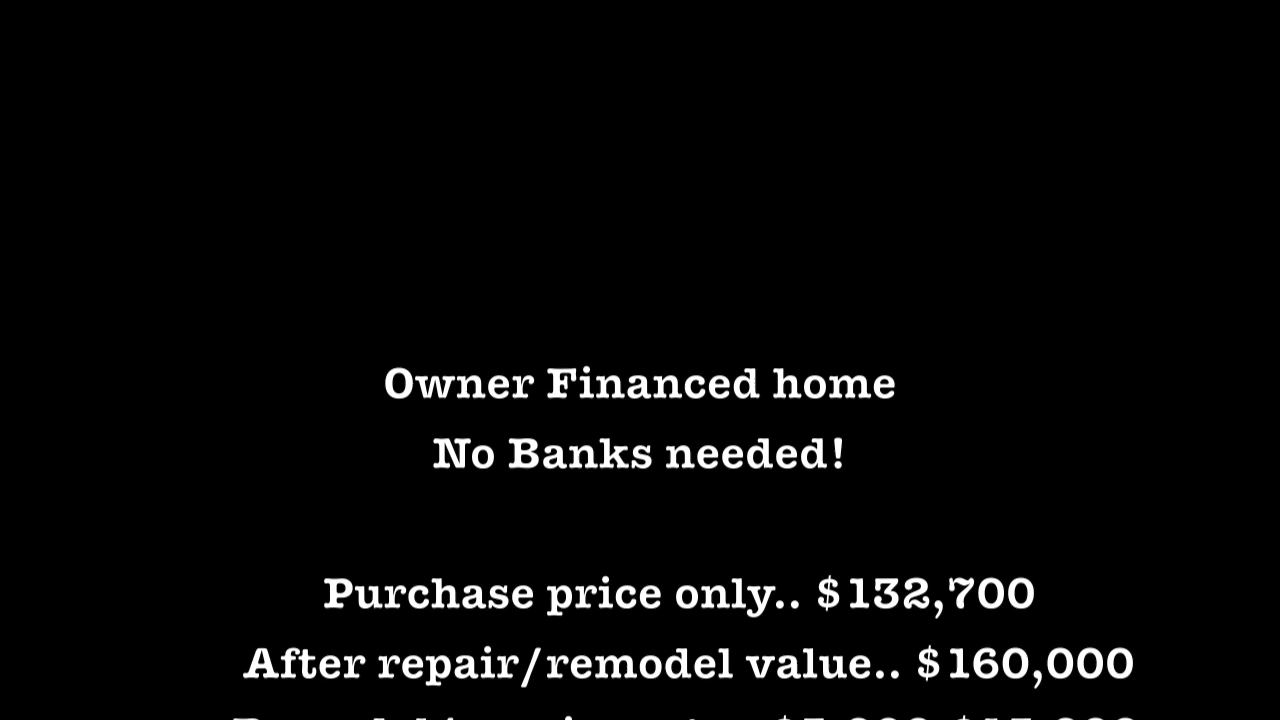 Owner Financed home
No Banks needed!
Purchase price only.. $132,700
After repair/remodel value.. $160,000